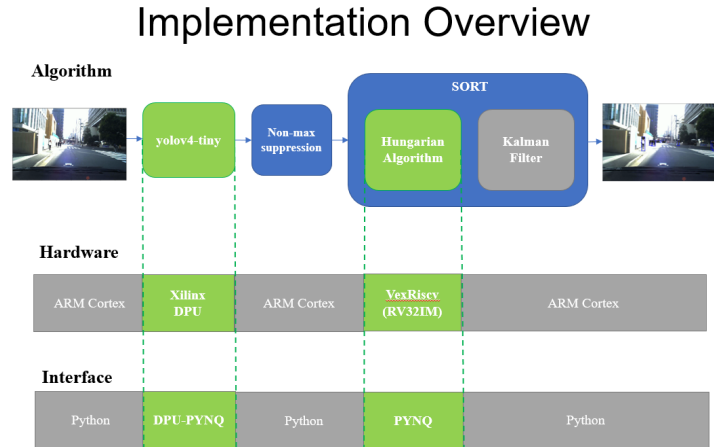 Implementation Overview
Algorithm
SORT
yolov4-tiny
Non-max
suppression
Hungarian
Algorithm
Kalman
Filter
Hardware
ARM Cortex
Xilinx
DPU
ARM Cortex
VexRiscv
(RV32IM)
ARM Cortex
Interface
Python
DPU-PYNQ
Python
PYNQ
Python